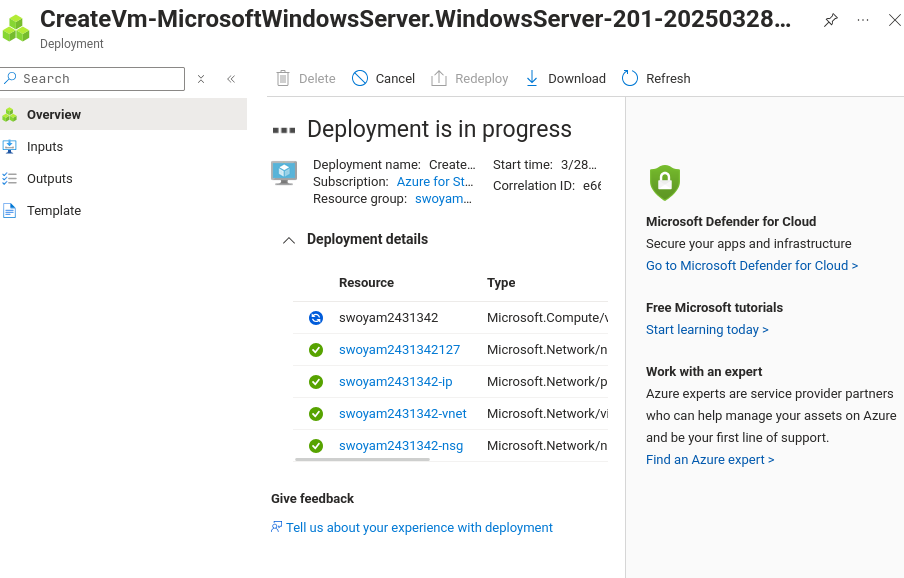 CreateVm-MicrosoftWindowsServer.WindowsServer-201-20250328...
Deployment
Search
Delete Cancel Redeploy Download Refresh
Overview
Inputs
Outputs
Template
Deployment is in progress
Deployment name: Create...
Subscription: Azure for St...
Resource group: swoyam...
Start time: 3/28...
Correlation ID: e66
Deployment details
Resource Type
swoyam2431342 Microsoft.Compute/v
swoyam2431342127 Microsoft.Network/n
swoyam2431342-ip Microsoft.Network/p
swoyam2431342-vnet Microsoft.Network/vi
swoyam2431342-nsg Microsoft.Network/n
Give feedback
Tell us about your experience with deployment
Microsoft Defender for Cloud
Secure your apps and infrastructure
Go to Microsoft Defender for Cloud >
Free Microsoft tutorials
Start learning today >
Work with an expert
Azure experts are service provider partners
who can help manage your assets on Azure
and be your first line of support.
Find an Azure expert >